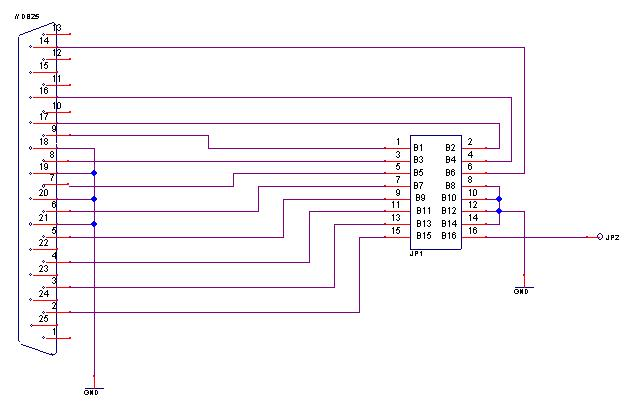 // DB25
13
14
12
15
11
16
10
17
9
18
8
19
7
20
6
21
5
22
4
23
3
24
2
25
1
GND
1 B1 B2 2
3 B3 B4 4
5 B5 B6 6
7 B7 B8 8
9 B9 B10 10
11 B11 B12 12
13 B13 B14 14
15 B15 B16 16
JP1
JP2
GND